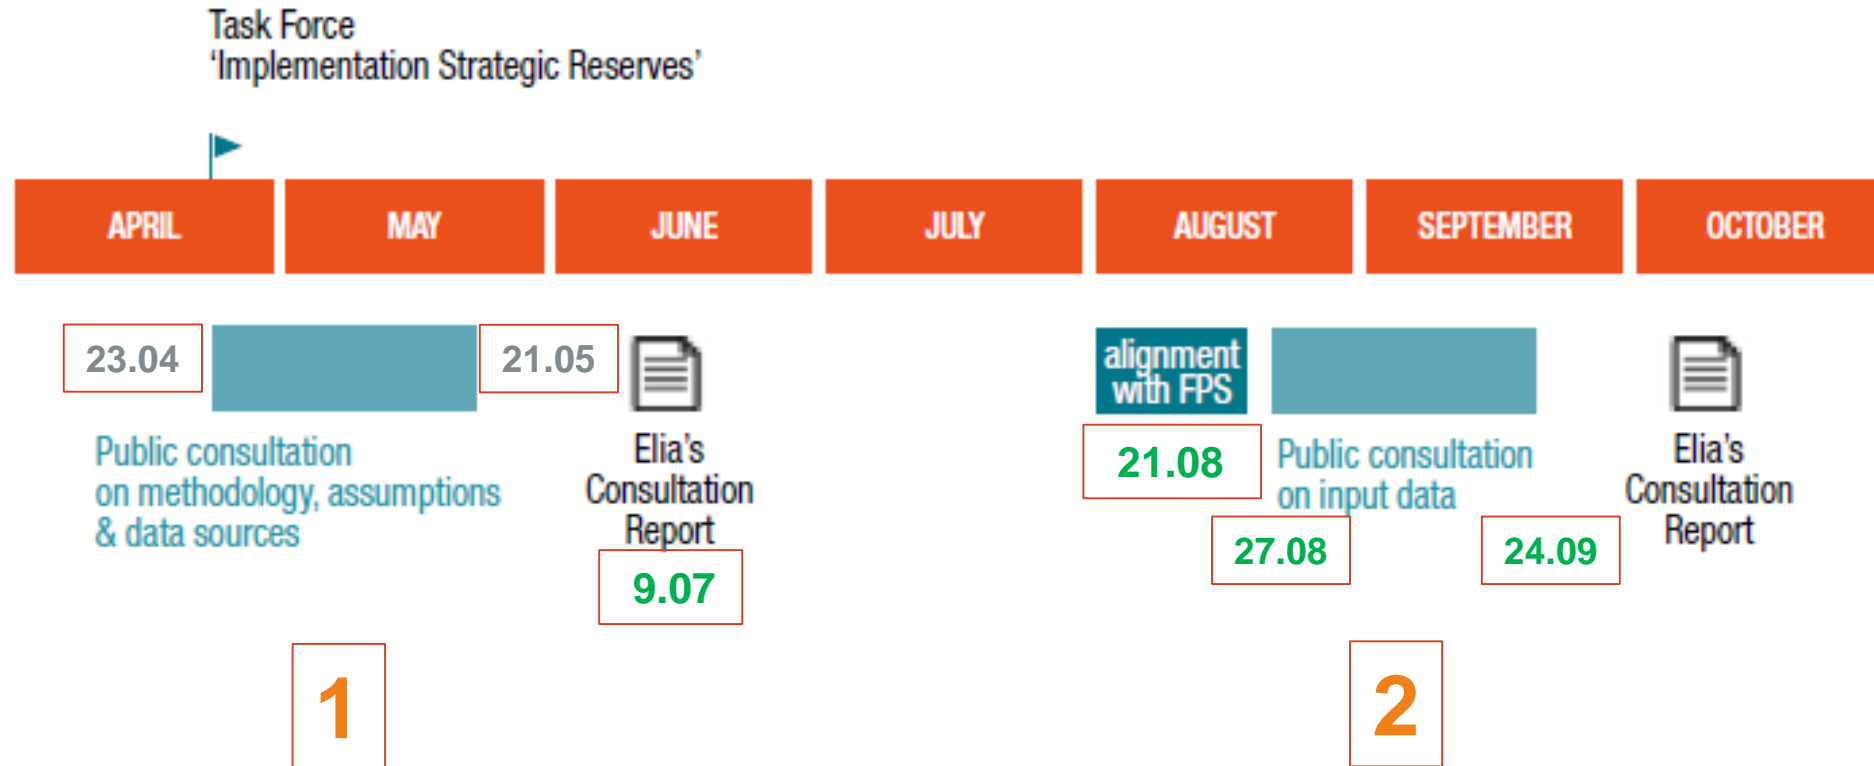 Task Force
‘Implementation Strategic Reserves’
APRIL
MAY
JUNE
JULY
AUGUST
SEPTEMBER
OCTOBER
23.04
21.05
Public consultation
on methodology, assumptions
& data sources
Elia’s
Consultation
Report
9.07
alignment
with FPS
21.08
Public consultation
on input data
27.08
24.09
Elia’s
Consultation
Report
1
2